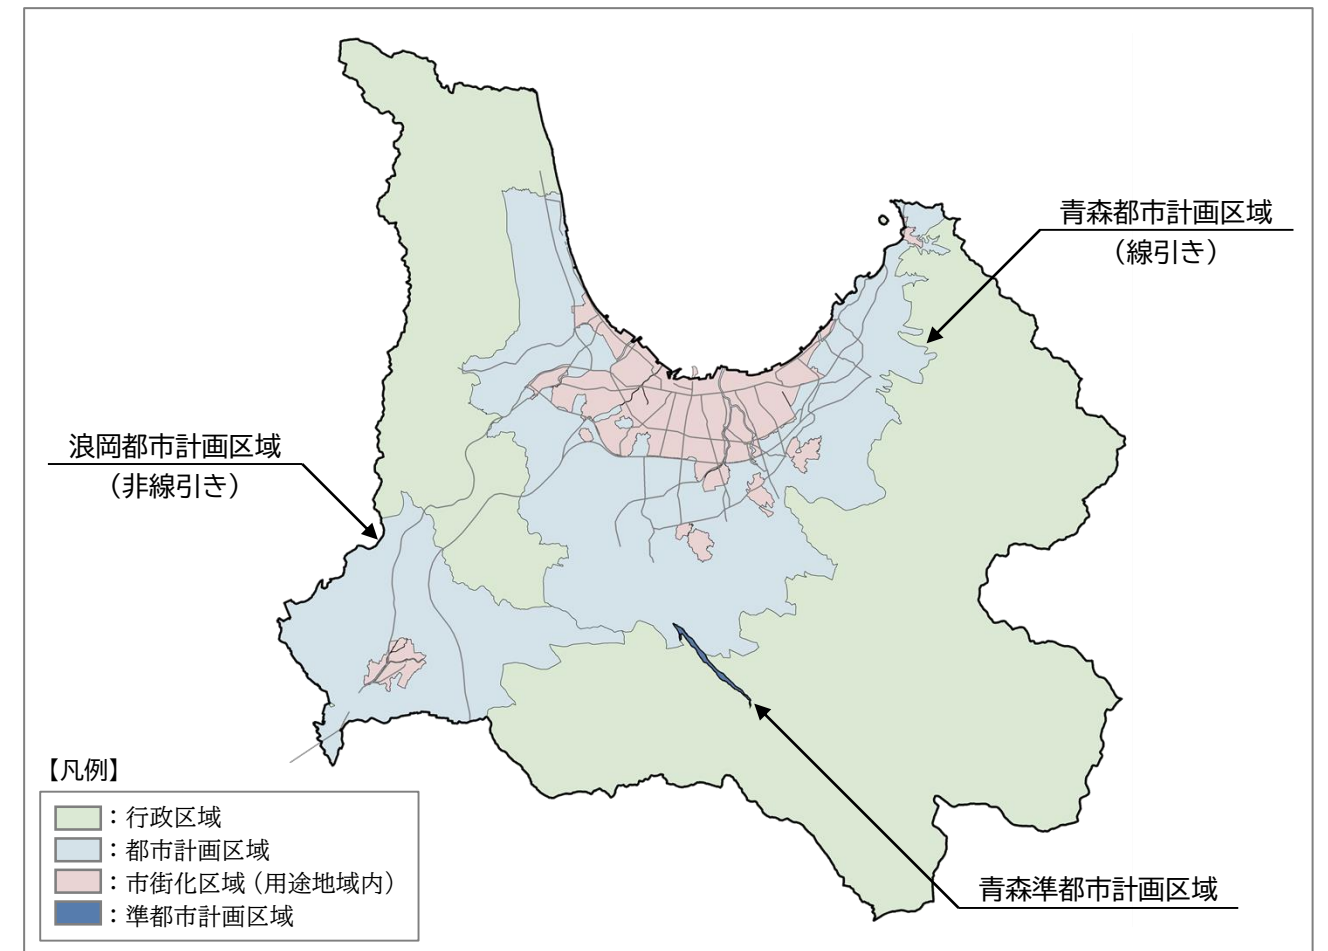 青森都市計画区域
（線引き）
浪岡都市計画区域
（非線引き）
【凡例】
：行政区域
：都市計画区域
：市街化区域（用途地域内）
：準都市計画区域
青森準都市計画区域